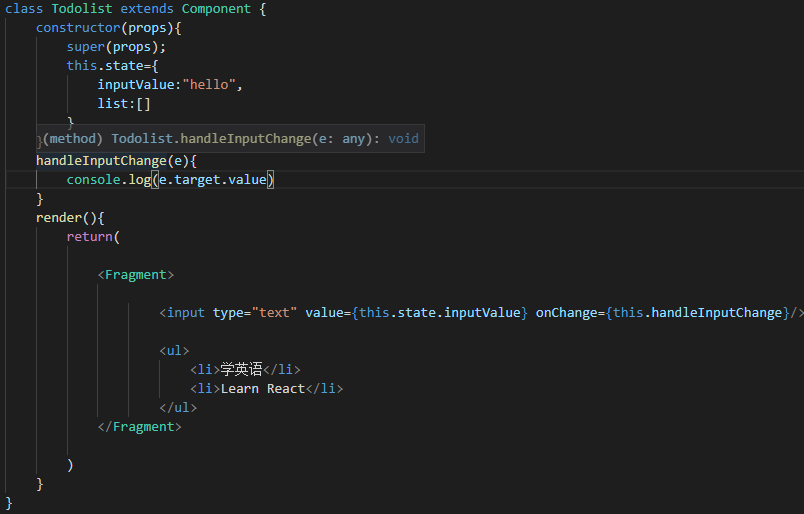 class Todolist extends Component {
constructor(props){
super(props);
this.state={
inputValue:"hello",
list:[]
}
}
(method) Todolist.handleInputChange(e: any): void
handleInputChange(e){
console.log(e.target.value)
}
render(){
return(
<Fragment>
<input type="text" value={this.state.inputValue} onChange={this.handleInputChange}/>
<ul>
<li>学英语</li>
<li>Learn React</li>
</ul>
</Fragment>
)
}
}